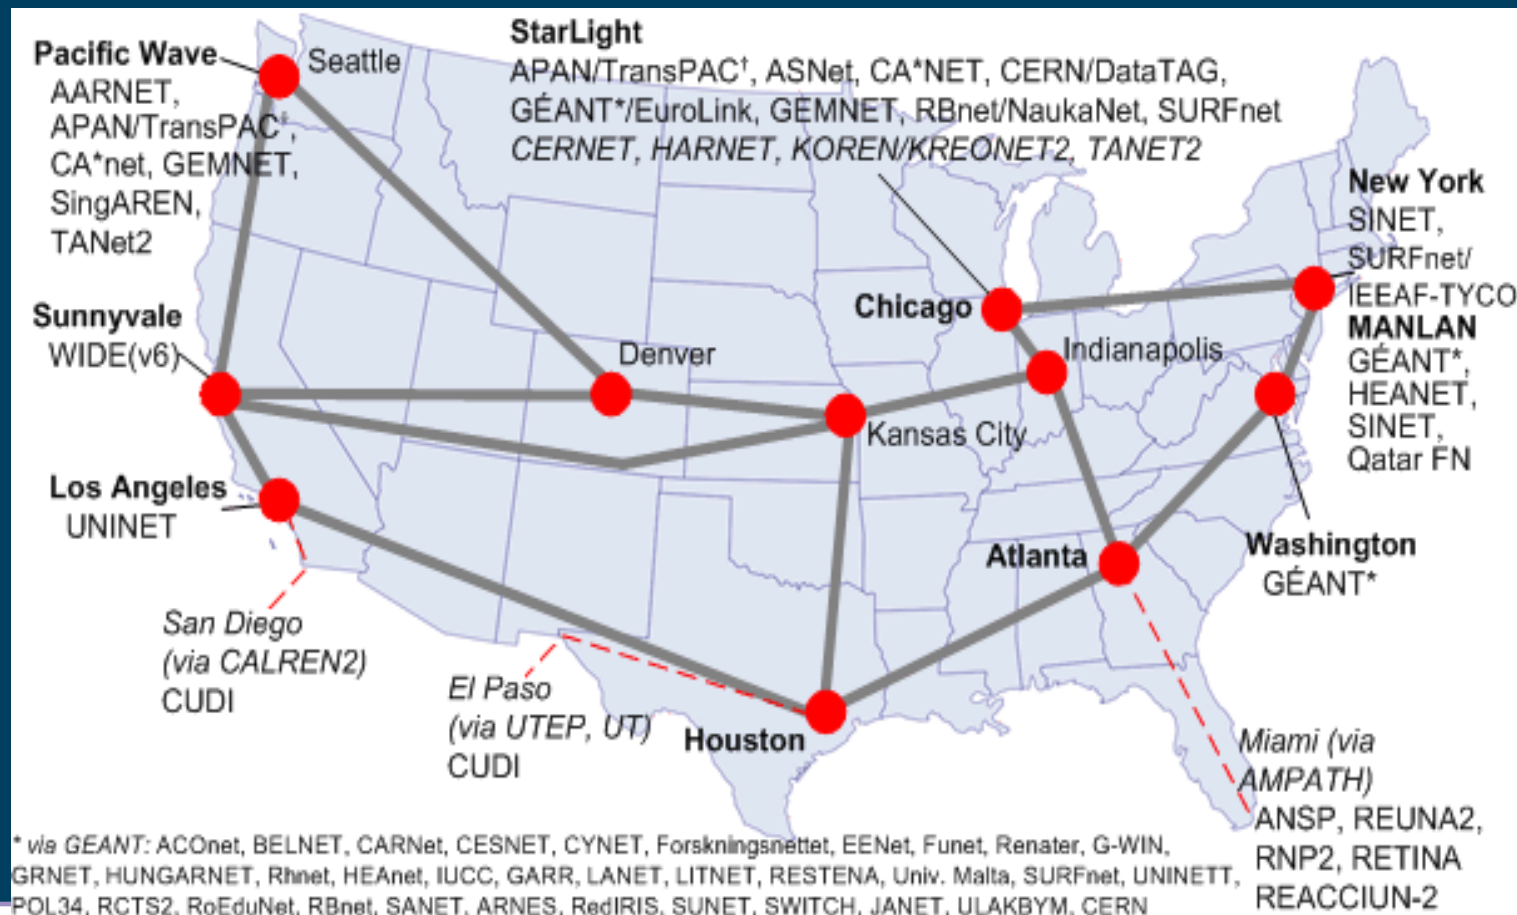 Pacific Wave
AARNET,
APAN/TransPAC‡,
CA*net, GEMNET,
SingAREN,
TANet2
Seattle
StarLight
APAN/TransPAC†, ASNet, CA*NET, CERN/DataTAG,
GÉANT*/EuroLink, GEMNET, RBnet/NaukaNet, SURFnet
CERNET, HARNET, KOREN/KREONET2, TANET2
New York
SINET,
SURFnet/
IEEAF-TYCO
MANLAN
GÉANT*,
HEANET,
SINET,
Qatar FN
Sunnyvale
WIDE(v6)
Denver
Chicago
Indianapolis
Kansas City
Los Angeles
UNINET
Atlanta
Washington
GÉANT*
San Diego
(via CALREN2)
CUDI
El Paso
(via UTEP, UT)
CUDI
Houston
Miami (via
AMPATH)
ANSP, REUNA2,
RNP2, RETINA
REACCIUN-2
* via GEANT: ACOnet, BELNET, CARNet, CESNET, CYNET, Forskningsnettet, EENet, Funet, Renater, G-WIN,
GRNET, HUNGARNET, Rhnet, HEAnet, IUCC, GARR, LANET, LITNET, RESTENA, Univ. Malta, SURFnet, UNINETT,
POL34, RCTS2, RoEduNet, RBnet, SANET, ARNES, RedIRIS, SUNET, SWITCH, JANET, ULAKBYM, CERN